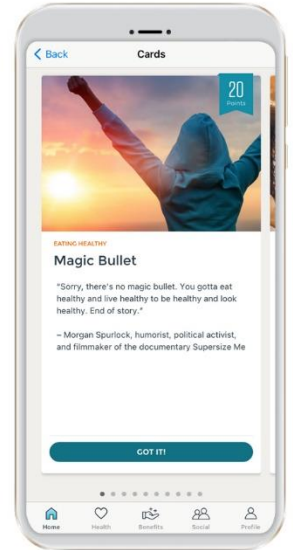 Back
Cards
20
Points
EATING HEALTHY
Magic Bullet
"Sorry, there's no magic bullet. You gotta eat
healthy and live healthy to be healthy and look
healthy. End of story."
– Morgan Spurlock, humorist, political activist,
and filmmaker of the documentary Supersize Me
GOT IT!
Home
Health
Benefits
Social
Profile